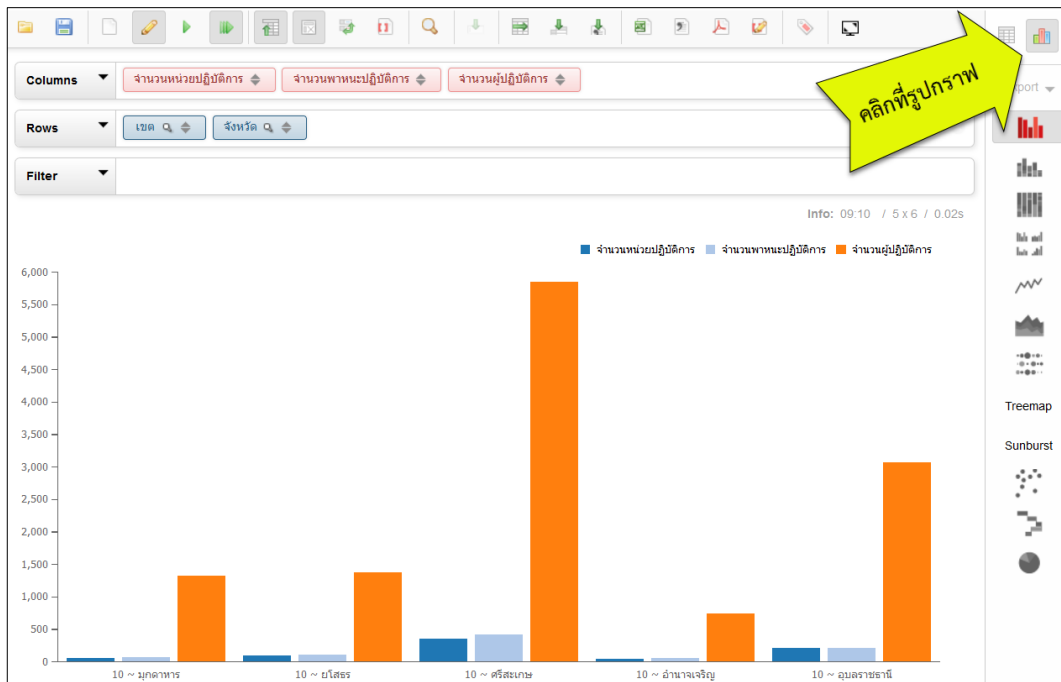 คลิกที่รูปกราฟ
Columns จำนวนหน่วยปฏิบัติการ จำนวนพาหนะปฏิบัติการ จำนวนผู้ปฏิบัติการ
port
Rows เขต จังหวัด
Filter
Info: 09:10 / 5 x 6 / 0.02s
จำนวนหน่วยปฏิบัติการ จำนวนพาหนะปฏิบัติการ จำนวนผู้ปฏิบัติการ
6,000
5,500
5,000
4,500
4,000
3,500
3,000
2,500
2,000
1,500
1,000
500
0
10 ~ มุกดาหาร 10 ~ ยโสธร 10 ~ ศรีสะเกษ 10 ~ อำนาจเจริญ 10 ~ อุบลราชธานี
Treemap
Sunburst